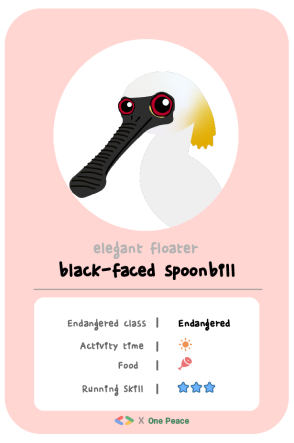 elegant floater
black-faced spoonbill
Endangered class | Endangered
Activity time |
Food |
Running Skill |
X One Peace